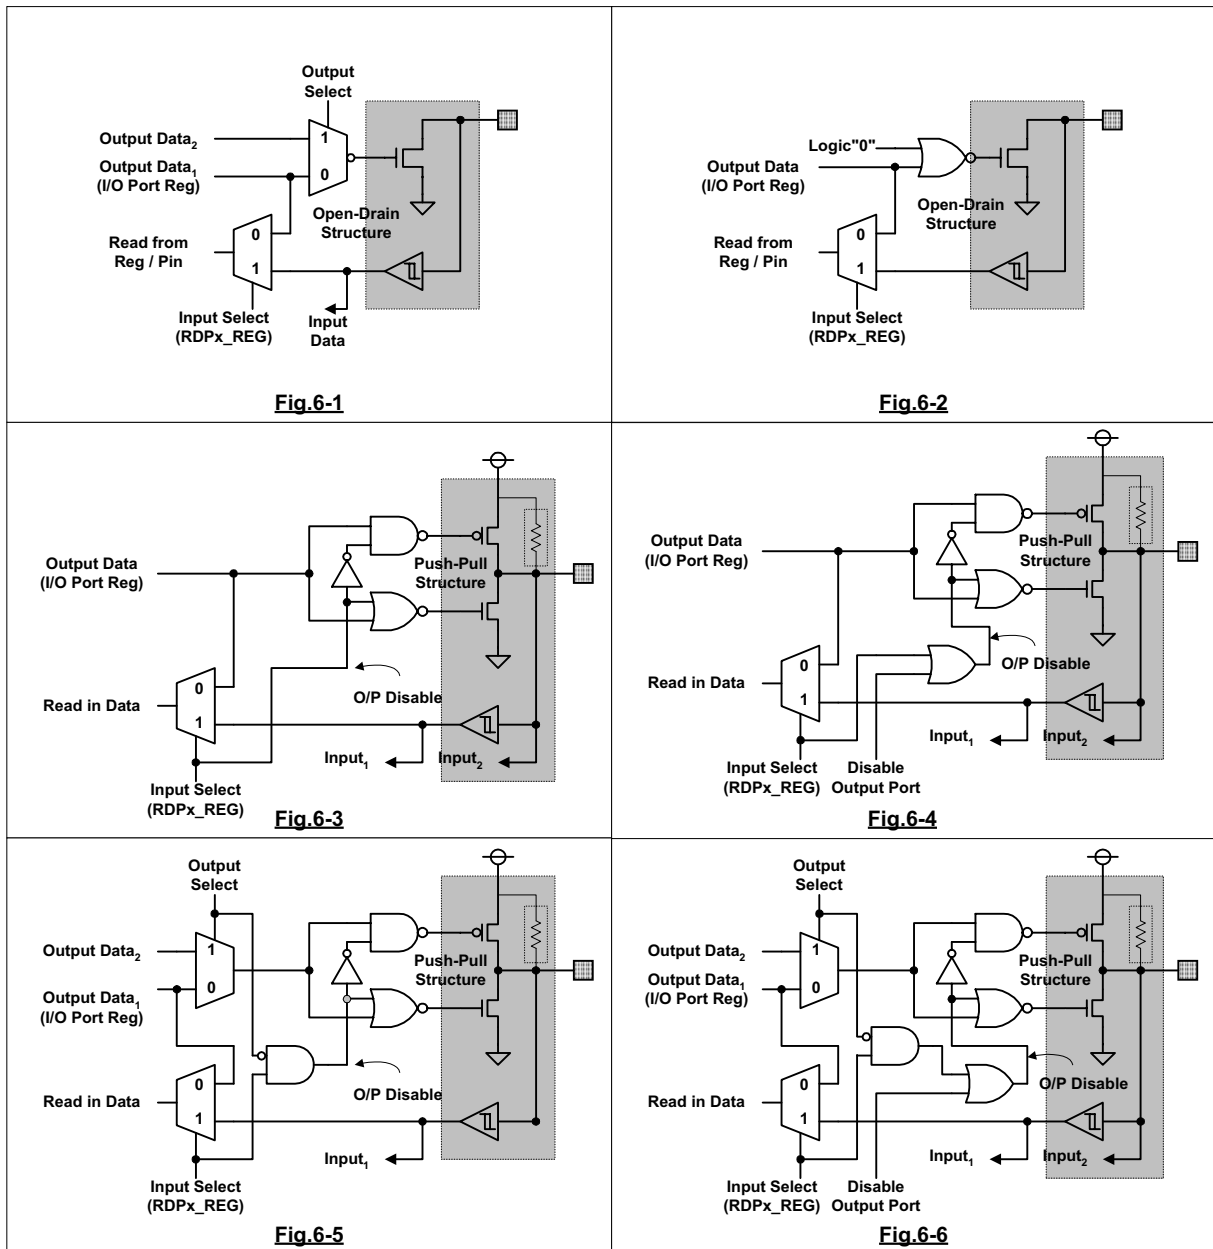 Output
Select
Output Data2
Output Data1
(I/O Port Reg)
1
0
Open-Drain
Structure
Read from
Reg / Pin
0
1
Input Select
(RDPx_REG)
Input
Data
Fig.6-1
Logic"0"
Output Data
(I/O Port Reg)
Open-Drain
Structure
Read from
Reg / Pin
0
1
Input Select
(RDPx_REG)
Fig.6-2
Output Data
(I/O Port Reg)
Push-Pull
Structure
Read in Data
0
1
O/P Disable
Input1
Input2
Input Select
(RDPx_REG)
Fig.6-3
Output Data
(I/O Port Reg)
Push-Pull
Structure
Read in Data
0
1
O/P Disable
Input1
Input2
Input Select
(RDPx_REG)
Disable
Output Port
Fig.6-4
Output
Select
Output Data2
Output Data1
(I/O Port Reg)
1
0
Push-Pull
Structure
Read in Data
0
1
O/P Disable
Input1
Input Select
(RDPx_REG)
Fig.6-5
Output
Select
Output Data2
Output Data1
(I/O Port Reg)
1
0
Push-Pull
Structure
Read in Data
0
1
O/P Disable
Input1
Input2
Input Select
(RDPx_REG)
Disable
Output Port
Fig.6-6